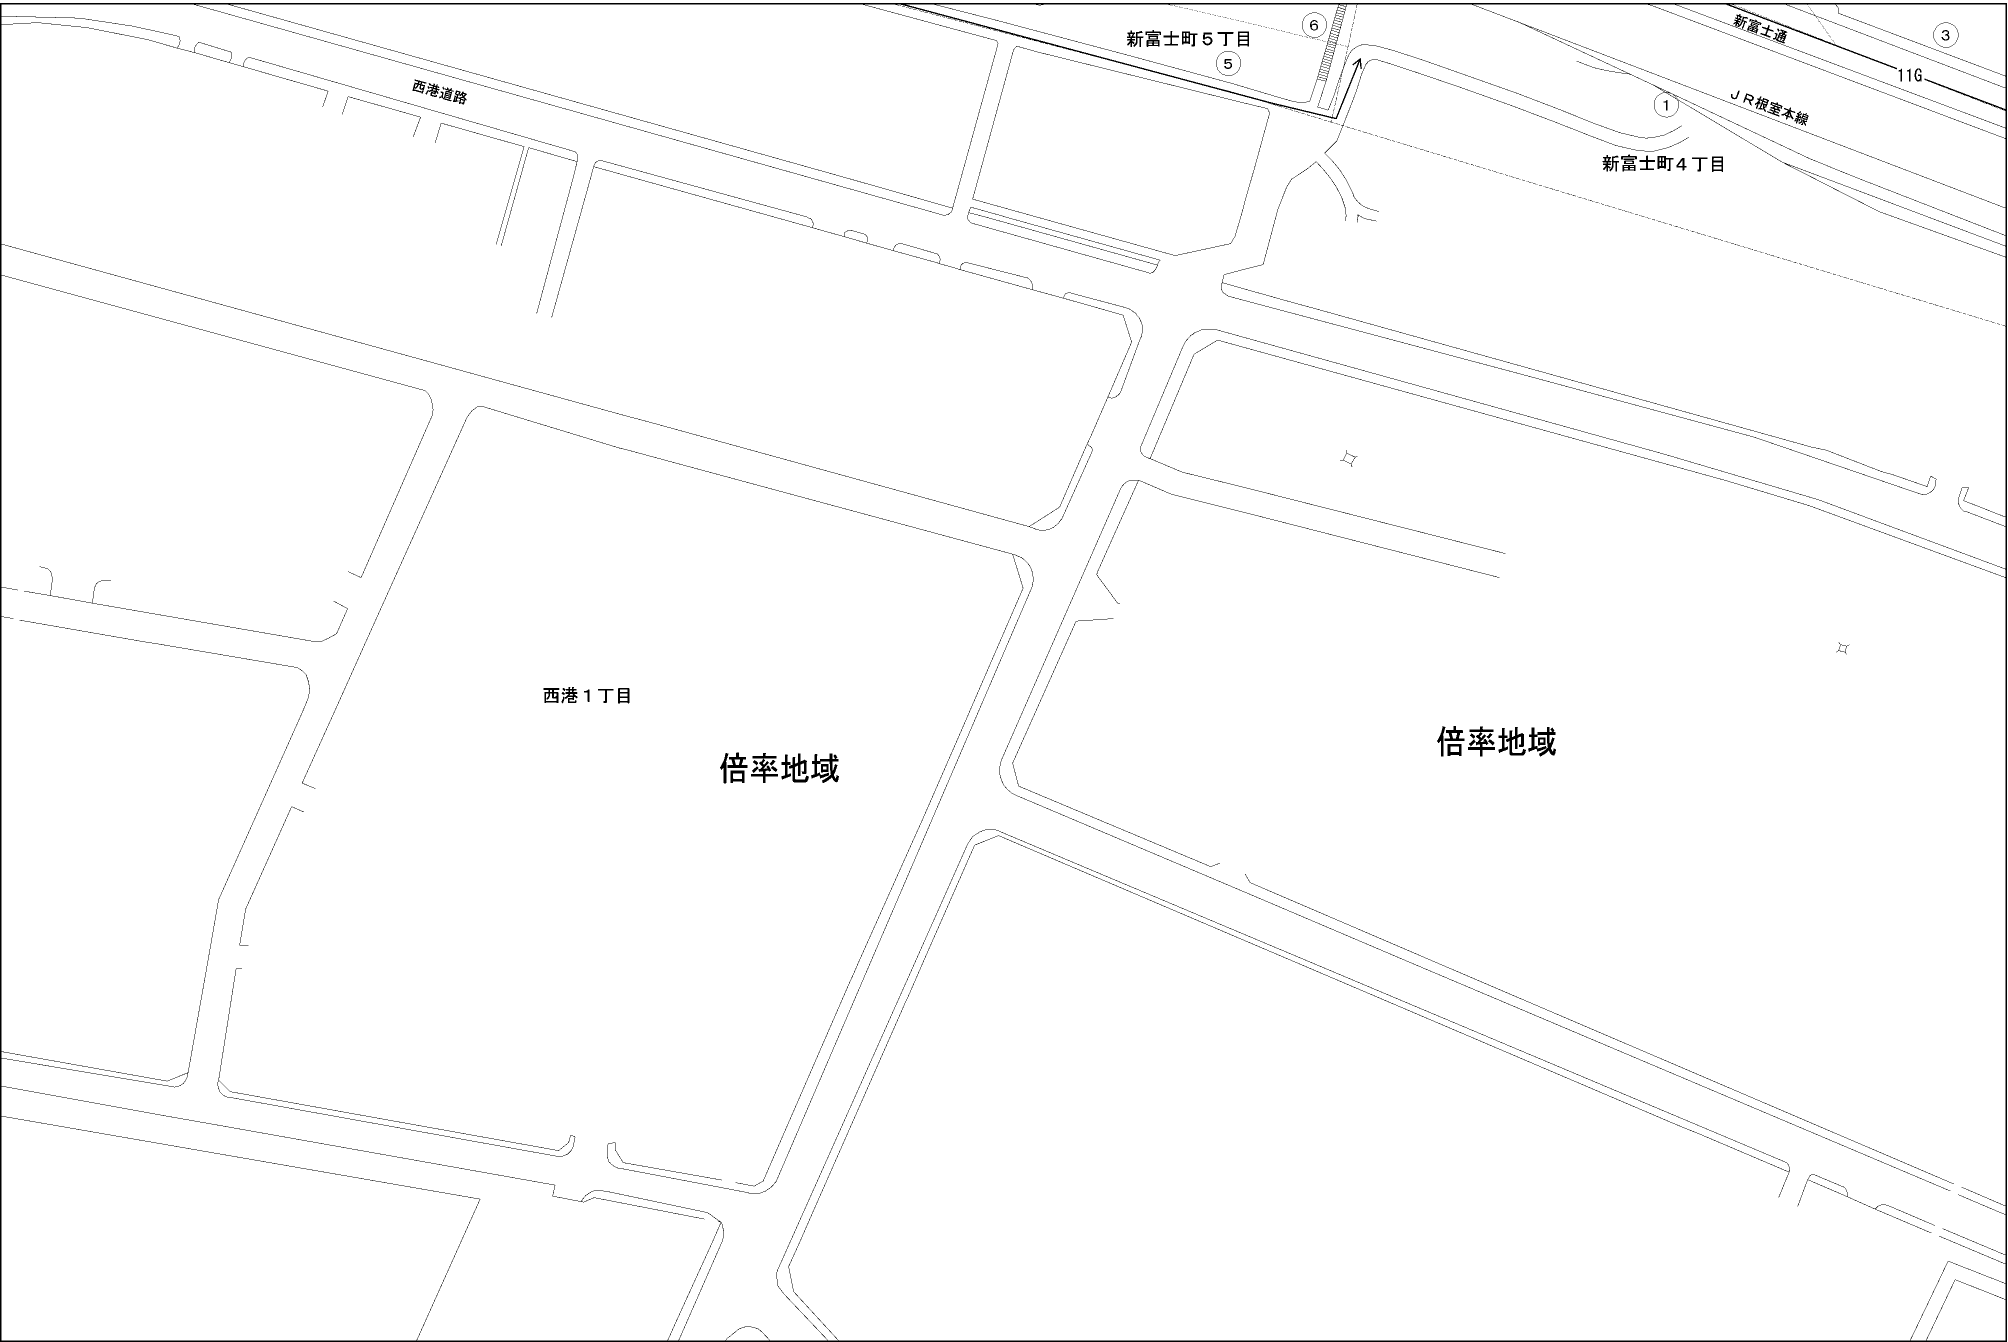 新富士町５丁目
⑥
⑤
新富士通
③
11G
西港道路
①
ＪＲ根室本線
新富士町４丁目
西港１丁目
倍率地域
倍率地域